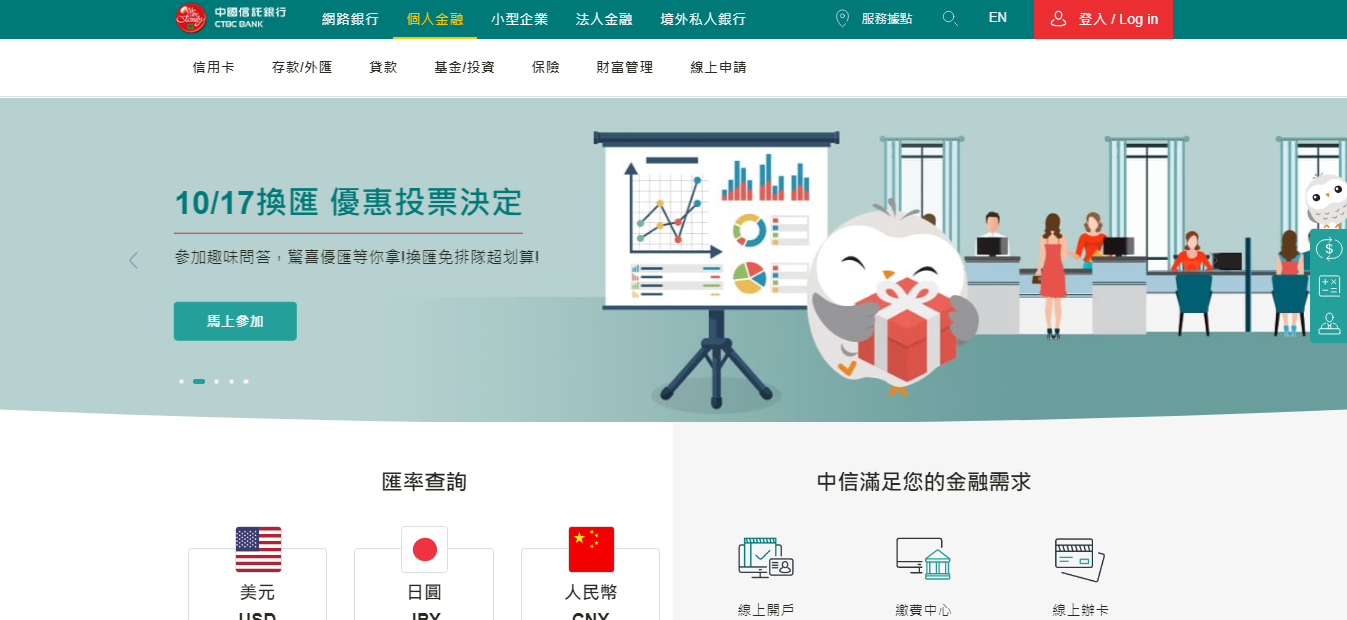 中國信託銀行
CTBC BANK
網路銀行 個人金融 小型企業 法人金融 境外私人銀行 服務據點 EN 登入 / Log in
信用卡 存款/外匯 貸款 基金/投資 保險 財富管理 線上申請
10/17換匯 優惠投票決定
參加趣味問答，驚喜優匯等你拿!換匯免排隊超划算!
馬上參加
匯率查詢
美元
USD
日圓
JPY
人民幣
CNY
中信滿足您的金融需求
線上開戶 繳費中心 線上辦卡